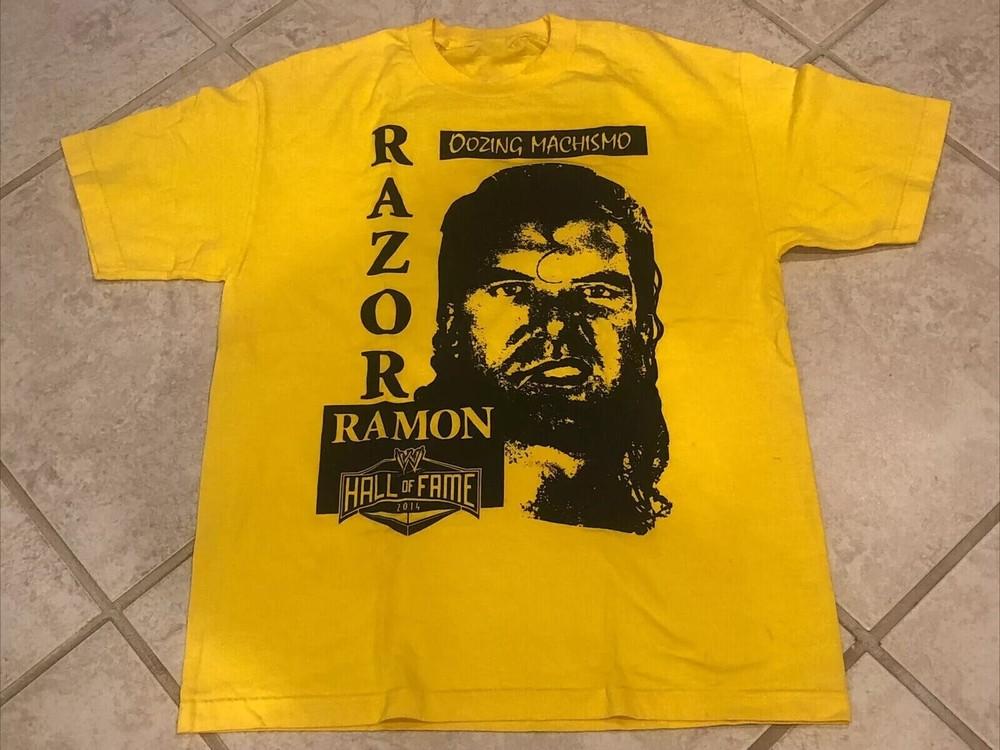 OOZING MACHISMO
RAZOR
RAMON
W
HALL OF FAME
2014